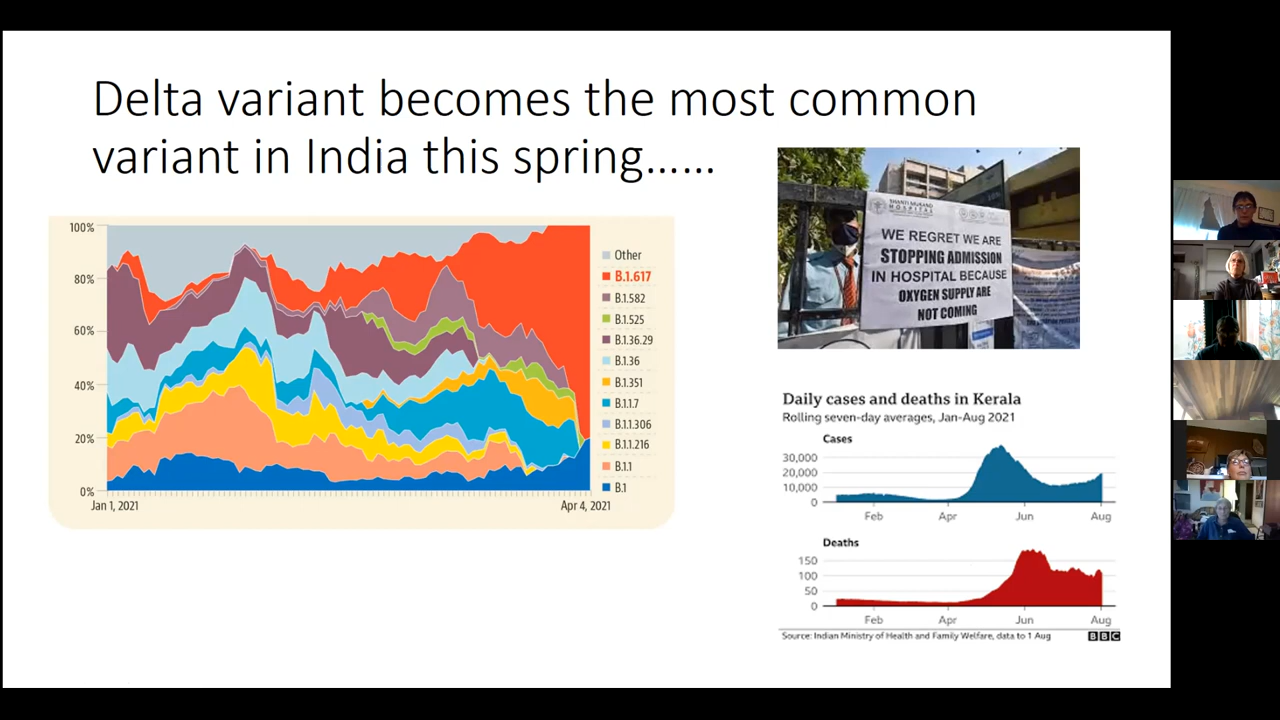 Delta variant becomes the most common
variant in India this spring......
100%
80%
60%
40%
20%
0%
Jan 1, 2021
Apr 4, 2021
Other
B.1.617
B.1.582
B.1.525
B.1.36.29
B.1.36
B.1.351
B.1.1.7
B.1.1.306
B.1.1.216
B.1.1
B.1
SHANTI MUKAND
HOSPITAL
WE REGRET WE ARE
STOPPING ADMISSION
IN HOSPITAL BECAUSE
OXYGEN SUPPLY ARE
NOT COMING
Daily cases and deaths in Kerala
Rolling seven-day averages, Jan-Aug 2021
Cases
30,000
20,000
10,000
0
Feb Apr Jun Aug
Deaths
150
100
50
0
Feb Apr Jun Aug
Source: Indian Ministry of Health and Family Welfare, data to 1 Aug
BBC